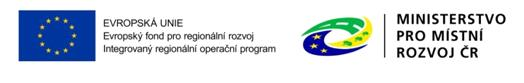 EVROPSKÁ UNIE
Evropský fond pro regionální rozvoj
Integrovaný regionální operační program
MINISTERSTVO
PRO MÍSTNÍ
ROZVOJ ČR